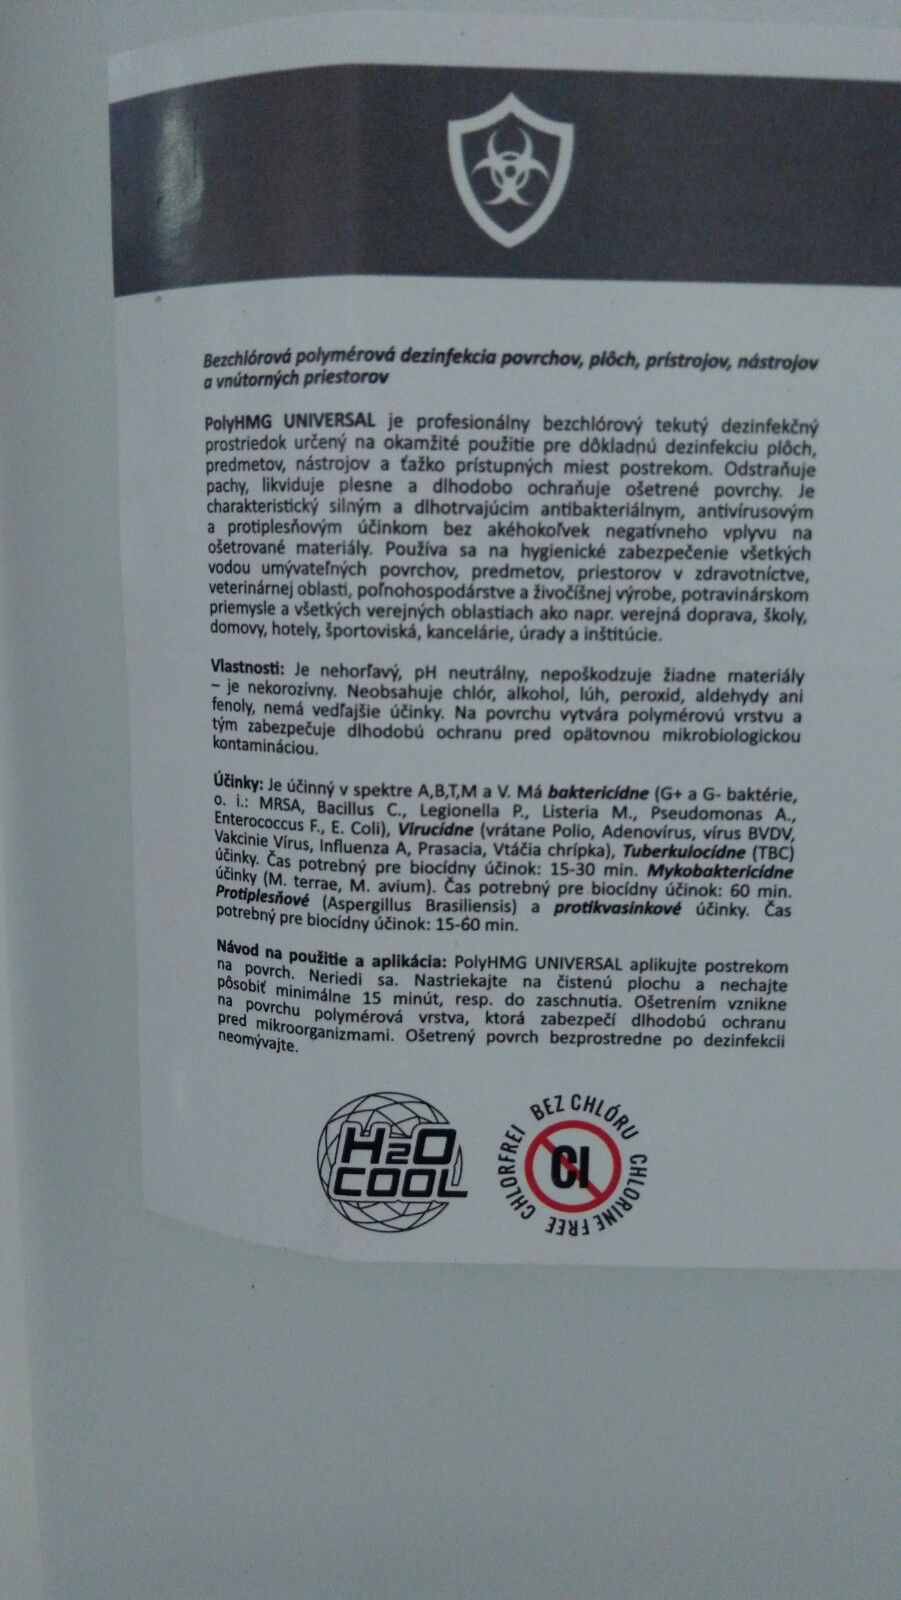 Bezchlórová polymérová dezinfekcia povrchov, plôch, prístrojov, nástrojov
a vnútorných priestorov
PolyHMG UNIVERSAL je profesionálny bezchlórový tekutý dezinfekčný
prostriedok určený na okamžité použitie pre dôkladnú dezinfekciu plôch,
predmetov, nástrojov a ťažko prístupných miest postrekom. Odstraňuje
pachy, likviduje plesne a dlhodobo ochraňuje ošetrené povrchy. Je
charakteristický silným a dlhotrvajúcim antibakteriálnym, antivírusovým
a protiplesňovým účinkom bez akéhokoľvek negatívneho vplyvu na
ošetrované materiály. Používa sa na hygienické zabezpečenie všetkých
vodou umývateľných povrchov, predmetov, priestorov v zdravotníctve,
veterinárnej oblasti, poľnohospodárstve a živočíšnej výrobe, potravinárskom
priemysle a všetkých verejných oblastiach ako napr. verejná doprava, školy,
domovy, hotely, športoviská, kancelárie, úrady a inštitúcie.
Vlastnosti: Je nehorľavý, pH neutrálny, nepoškodzuje žiadne materiály
– je nekorozívny. Neobsahuje chlór, alkohol, lúh, peroxid, aldehydy ani
fenoly, nemá vedľajšie účinky. Na povrchu vytvára polymérovú vrstvu a
tým zabezpečuje dlhodobú ochranu pred opätovnou mikrobiologickou
kontamináciou.
Účinky: Je účinný v spektre A,B,T,M a V. Má baktericídne (G+ a G- baktérie,
o. i.: MRSA, Bacillus C., Legionella P., Listeria M., Pseudomonas A.,
Enterococcus F., E. Coli), Virucídne (vrátane Polio, Adenovírus, vírus BVDV,
Vakcinie Vírus, Influenza A, Prasacia, Vtáčia chrípka), Tuberkulocídne (TBC)
účinky. Čas potrebný pre biocídny účinok: 15-30 min. Mykobaktericídne
účinky (M. terrae, M. avium). Čas potrebný pre biocídny účinok: 60 min.
Protiplesňové (Aspergillus Brasiliensis) a protikvasinkové účinky. Čas
potrebný pre biocídny účinok: 15-60 min.
Návod na použitie a aplikácia: PolyHMG UNIVERSAL aplikujte postrekom
na povrch. Neriedi sa. Nastriekajte na čistenú plochu a nechajte
pôsobiť minimálne 15 minút, resp. do zaschnutia. Ošetrením vznikne
na povrchu polymérová vrstva, ktorá zabezpečí dlhodobú ochranu
pred mikroorganizmami. Ošetrený povrch bezprostredne po dezinfekcii
neomývajte.
H2O
COOL
BEZ CHLÓRU
CHLORINE FREE
CHLORFREI
Cl